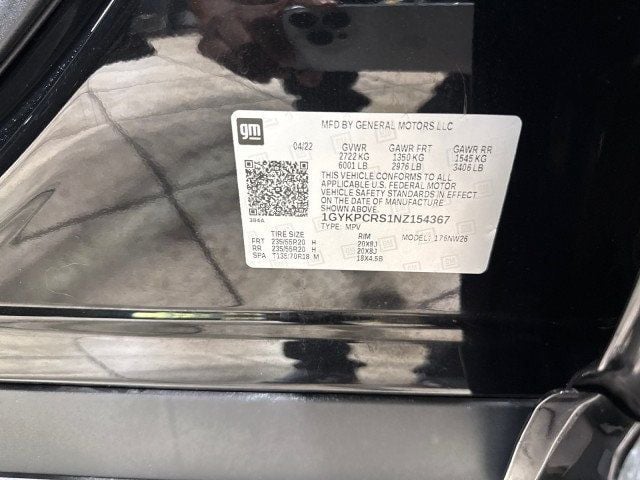 gm
MFD BY GENERAL MOTORS LLC
04/22 GVWR GAWR FRT GAWR RR
2722 KG 1350 KG 1545 KG
6001 LB 2976 LB 3406 LB
THIS VEHICLE CONFORMS TO ALL
APPLICABLE U.S. FEDERAL MOTOR
VEHICLE SAFETY STANDARDS IN EFFECT
ON THE DATE OF MANUFACTURE
SHOWN ABOVE.
1GYKPCRS1NZ154367
TYPE: MPV
TIRE SIZE RIM MODEL: 176NW26
FRT 235/55R20 H 20X8J
RR 235/55R20 H 20X8J
SPA T135/70R18 M 18X4.5B